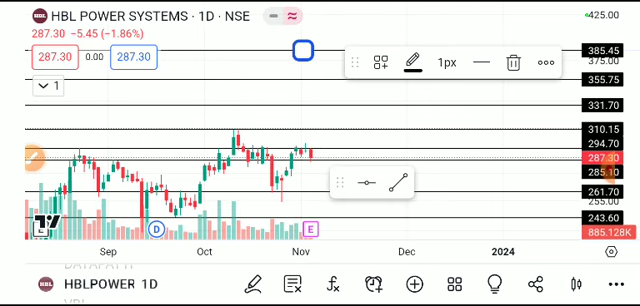 HBL POWER SYSTEMS · 1D · NSE
287.30 −5.45 (−1.86%)
287.30 0.00 287.30
1
1px
425.00
385.45
375.00
355.75
331.70
310.15
294.70
287.30
285.10
261.70
255.00
243.60
885.128K
D
E
Sep Oct Nov Dec 2024
HBLPOWER 1D